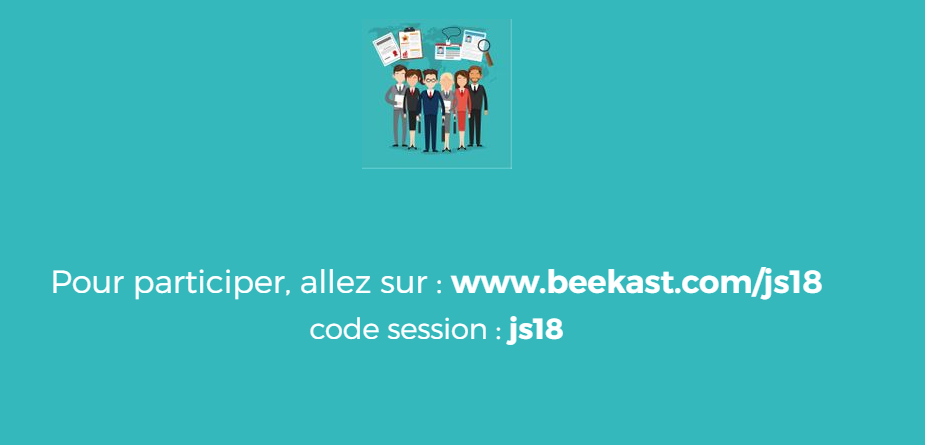 Pour participer, allez sur : www.beekast.com/js18
code session : js18